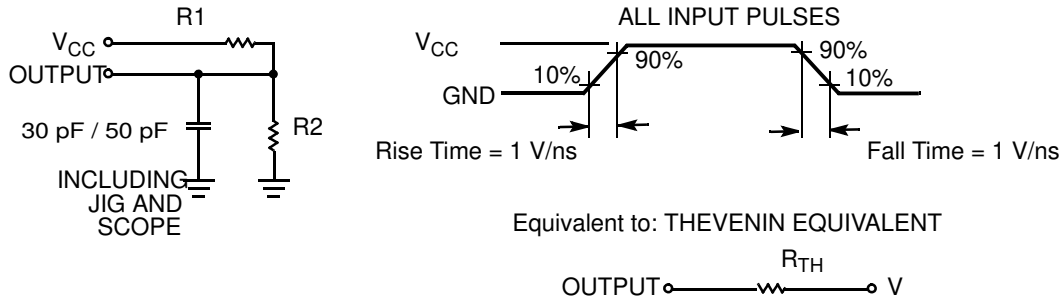 R1
V_CC
OUTPUT
30 pF / 50 pF
R2
INCLUDING
JIG AND
SCOPE
ALL INPUT PULSES
V_CC
GND
10%
90%
90%
10%
Rise Time = 1 V/ns
Fall Time = 1 V/ns
Equivalent to: THEVENIN EQUIVALENT
R_TH
OUTPUT
V